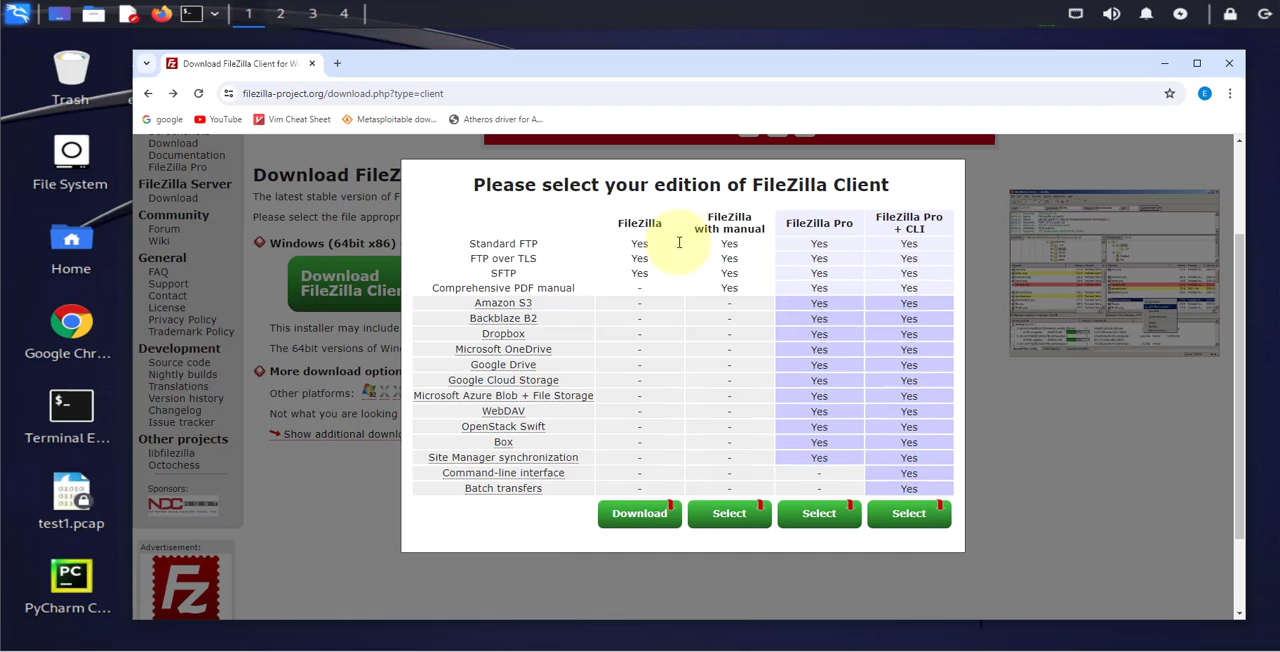 1 2 3 4
Trash
File System
Home
Google Chr...
Terminal E...
test1.pcap
PC
PyCharm C...
Download FileZilla Client for W
filezilla-project.org/download.php?type=client
E
google
YouTube
Vim Cheat Sheet
Metasploitable dow...
Atheros driver for A...
Download
Documentation
FileZilla Pro
FileZilla Server
Download
Community
Forum
Wiki
General
FAQ
Support
Contact
License
Privacy Policy
Trademark Policy
Development
Source code
Nightly builds
Translations
Version history
Changelog
Issue tracker
Other projects
libfilezilla
Octochess
Sponsors:
Advertisement:
Fz
Download FileZ
The latest stable version of F
Please select the file appropr
Windows (64bit x86)
Download
FileZilla Clien
This installer may include
The 64bit versions of Win
More download option
Other platforms:
Not what you are looking
Show additional downlo
Please select your edition of FileZilla Client
FileZilla FileZilla with manual FileZilla Pro FileZilla Pro + CLI
Standard FTP Yes Yes Yes Yes
FTP over TLS Yes Yes Yes Yes
SFTP Yes Yes Yes Yes
Comprehensive PDF manual - Yes Yes Yes
Amazon S3 - - Yes Yes
Backblaze B2 - - Yes Yes
Dropbox - - Yes Yes
Microsoft OneDrive - - Yes Yes
Google Drive - - Yes Yes
Google Cloud Storage - - Yes Yes
Microsoft Azure Blob + File Storage - - Yes Yes
WebDAV - - Yes Yes
OpenStack Swift - - Yes Yes
Box - - Yes Yes
Site Manager synchronization - - Yes Yes
Command-line interface - - - Yes
Batch transfers - - - Yes
Download Select Select Select